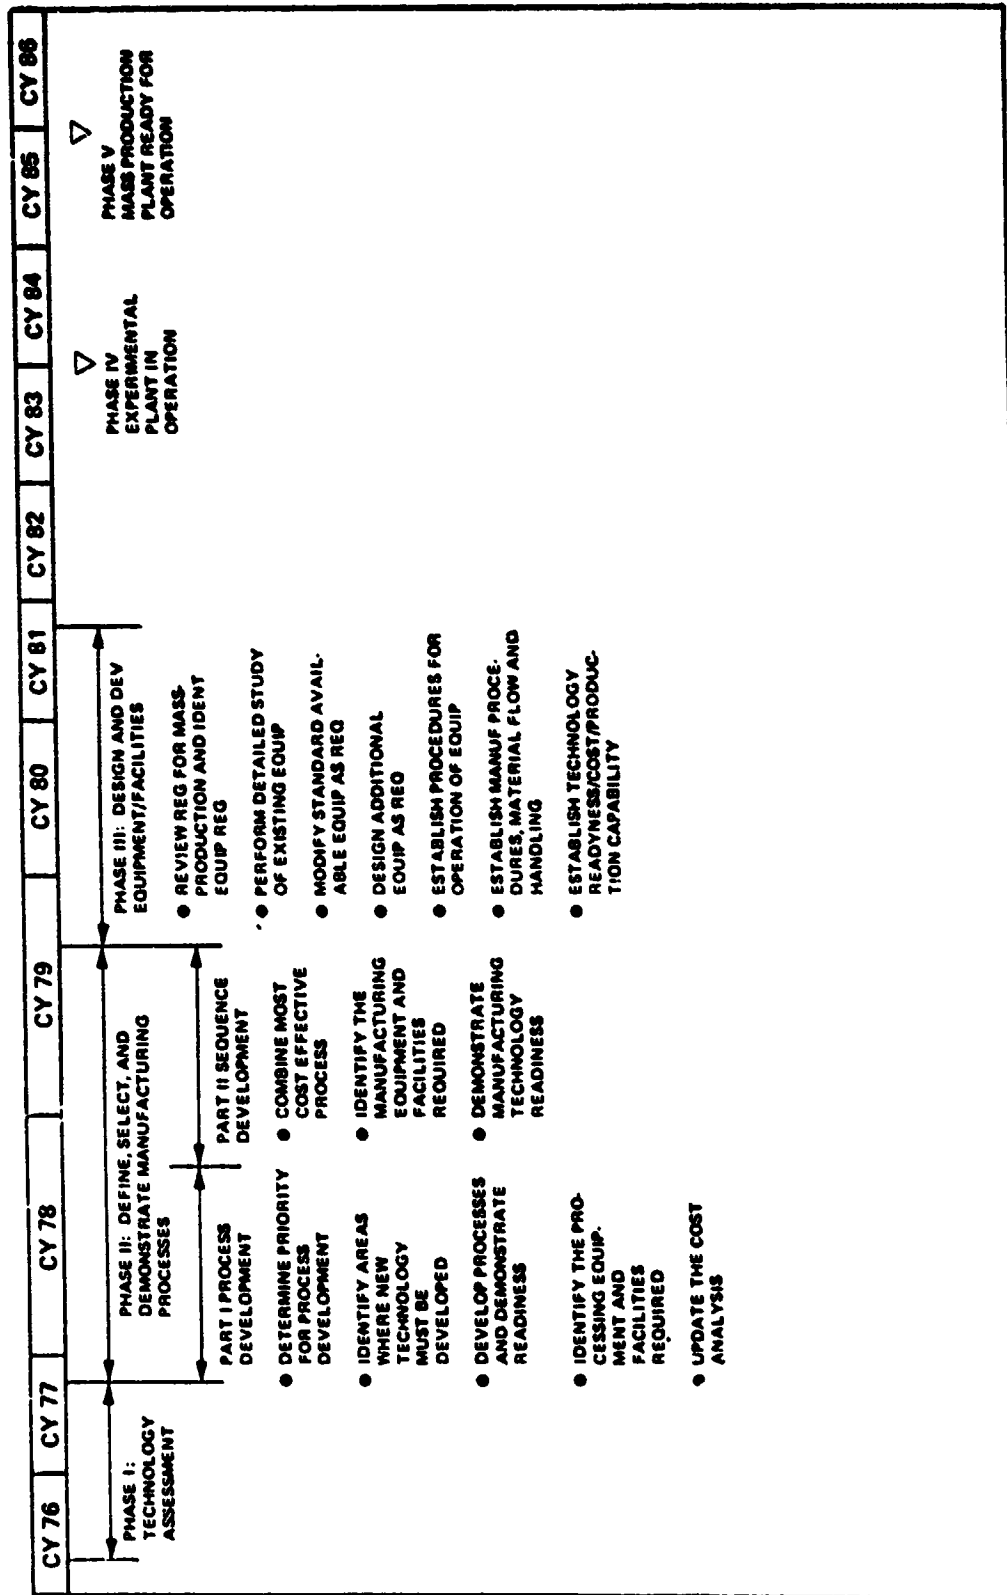 CY 76 CY 77 CY 78 CY 79 CY 80 CY 81 CY 82 CY 83 CY 84 CY 85 CY 86
PHASE I:
TECHNOLOGY
ASSESSMENT
PHASE II: DEFINE, SELECT, AND
DEMONSTRATE MANUFACTURING
PROCESSES
PART I PROCESS
DEVELOPMENT
● DETERMINE PRIORITY
FOR PROCESS
DEVELOPMENT
● IDENTIFY AREAS
WHERE NEW
TECHNOLOGY
MUST BE
DEVELOPED
● DEVELOP PROCESSES
AND DEMONSTRATE
READINESS
● IDENTIFY THE PRO-
CESSING EQUIP-
MENT AND
FACILITIES
REQUIRED
● UPDATE THE COST
ANALYSIS
PART II SEQUENCE
DEVELOPMENT
● COMBINE MOST
COST EFFECTIVE
PROCESS
● IDENTIFY THE
MANUFACTURING
EQUIPMENT AND
FACILITIES
REQUIRED
● DEMONSTRATE
MANUFACTURING
TECHNOLOGY
READINESS
PHASE III: DESIGN AND DEV
EQUIPMENT/FACILITIES
● REVIEW REG FOR MASS-
PRODUCTION AND IDENT
EQUIP REG
● PERFORM DETAILED STUDY
OF EXISTING EQUIP
● MODIFY STANDARD AVAIL-
ABLE EQUIP AS REQ
● DESIGN ADDITIONAL
EQUIP AS REQ
● ESTABLISH PROCEDURES FOR
OPERATION OF EQUIP
● ESTABLISH MANUF PROCE-
DURES, MATERIAL FLOW AND
HANDLING
● ESTABLISH TECHNOLOGY
READYNESS/COST/PRODUC-
TION CAPABILITY
PHASE IV
EXPERIMENTAL
PLANT IN
OPERATION
PHASE V
MASS PRODUCTION
PLANT READY FOR
OPERATION